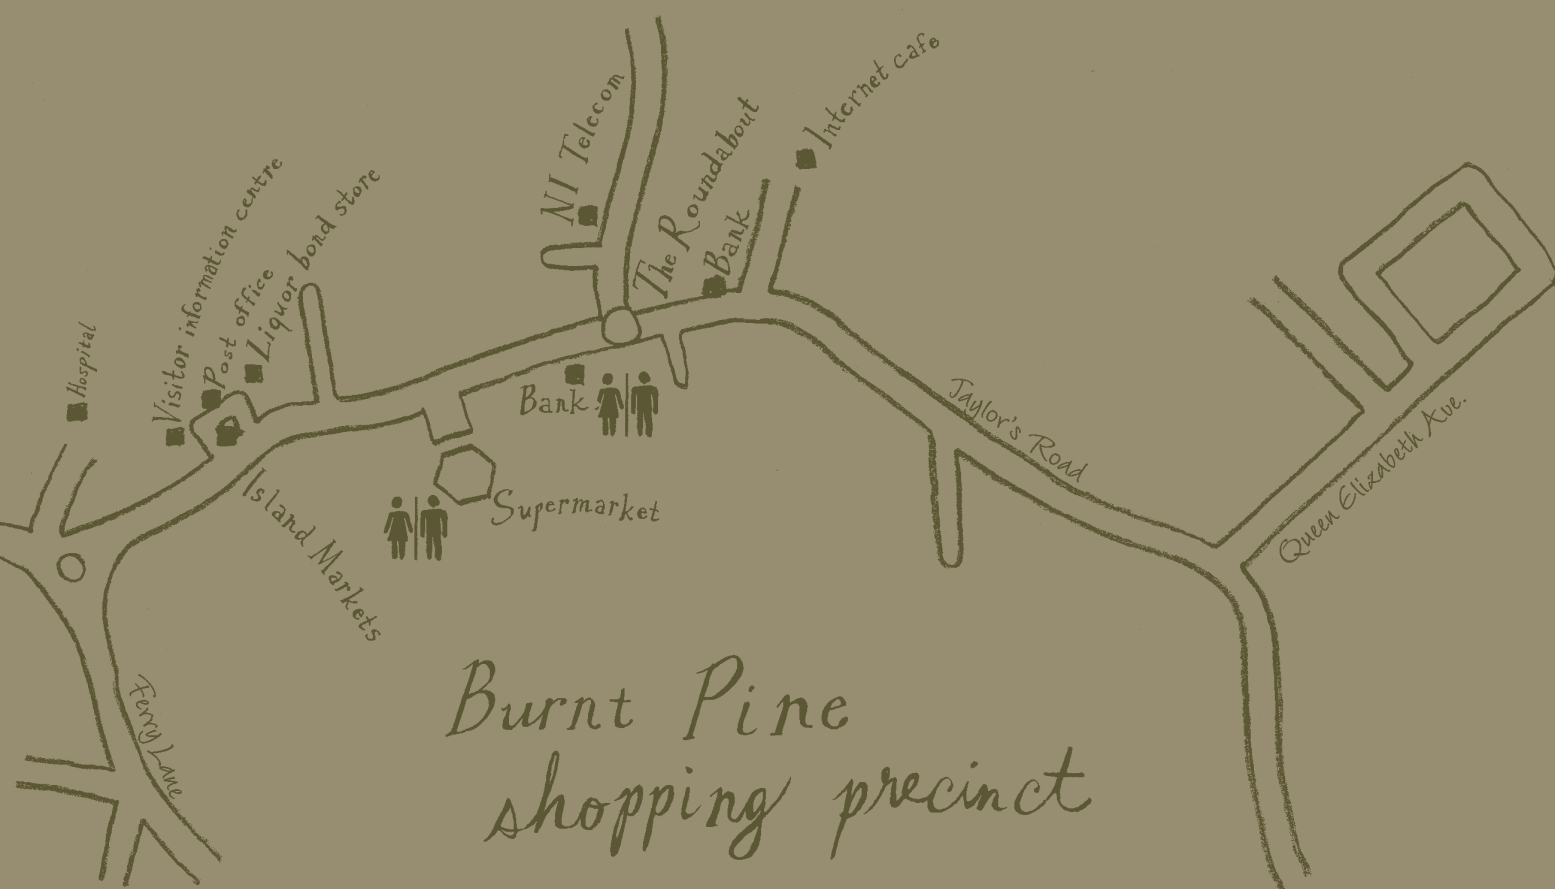 Internet cafe
NI Telecom
The Roundabout
Bank
Visitor information centre
Post office
Liquor bond store
Hospital
Bank
Taylor's Road
Queen Elizabeth Ave.
Island Markets
Supermarket
Ferry Lane
Burnt Pine
shopping precinct